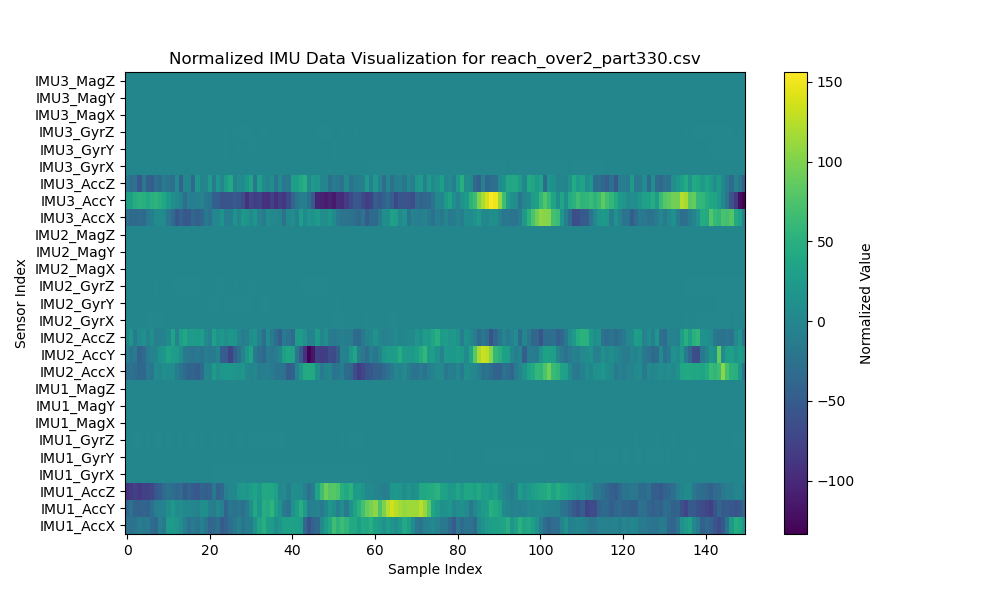 Normalized IMU Data Visualization for reach_over2_part330.csv
IMU3_MagZ
IMU3_MagY
IMU3_MagX
IMU3_GyrZ
IMU3_GyrY
IMU3_GyrX
IMU3_AccZ
IMU3_AccY
IMU3_AccX
IMU2_MagZ
IMU2_MagY
IMU2_MagX
IMU2_GyrZ
IMU2_GyrY
IMU2_GyrX
IMU2_AccZ
IMU2_AccY
IMU2_AccX
IMU1_MagZ
IMU1_MagY
IMU1_MagX
IMU1_GyrZ
IMU1_GyrY
IMU1_GyrX
IMU1_AccZ
IMU1_AccY
IMU1_AccX
Sensor Index
0 20 40 60 80 100 120 140
Sample Index
150
100
50
0
−50
−100
Normalized Value